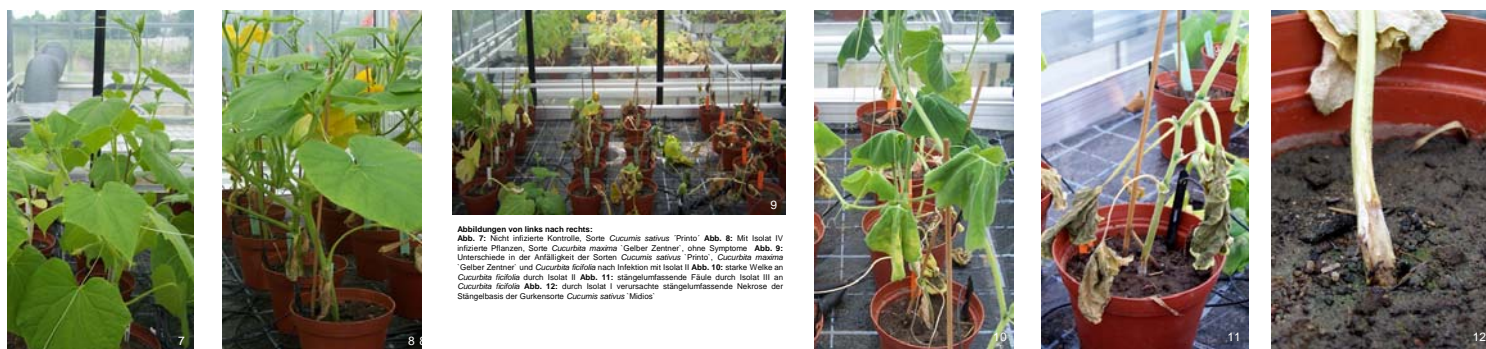 7
8 8
9
Abbildungen von links nach rechts:
Abb. 7: Nicht infizierte Kontrolle, Sorte Cucumis sativus ´Printo` Abb. 8: Mit Isolat IV
infizierte Pflanzen, Sorte Cucurbita maxima ´Gelber Zentner`, ohne Symptome Abb. 9:
Unterschiede in der Anfälligkeit der Sorten Cucumis sativus ´Printo`, Cucurbita maxima
´Gelber Zentner` und Cucurbita ficifolia nach Infektion mit Isolat II Abb. 10: starke Welke an
Cucurbita ficifolia durch Isolat II Abb. 11: stängelumfassende Fäule durch Isolat III an
Cucurbita ficifolia Abb. 12: durch Isolat I verursachte stängelumfassende Nekrose der
Stängelbasis der Gurkensorte Cucumis sativus ´Midios`
10
11
12